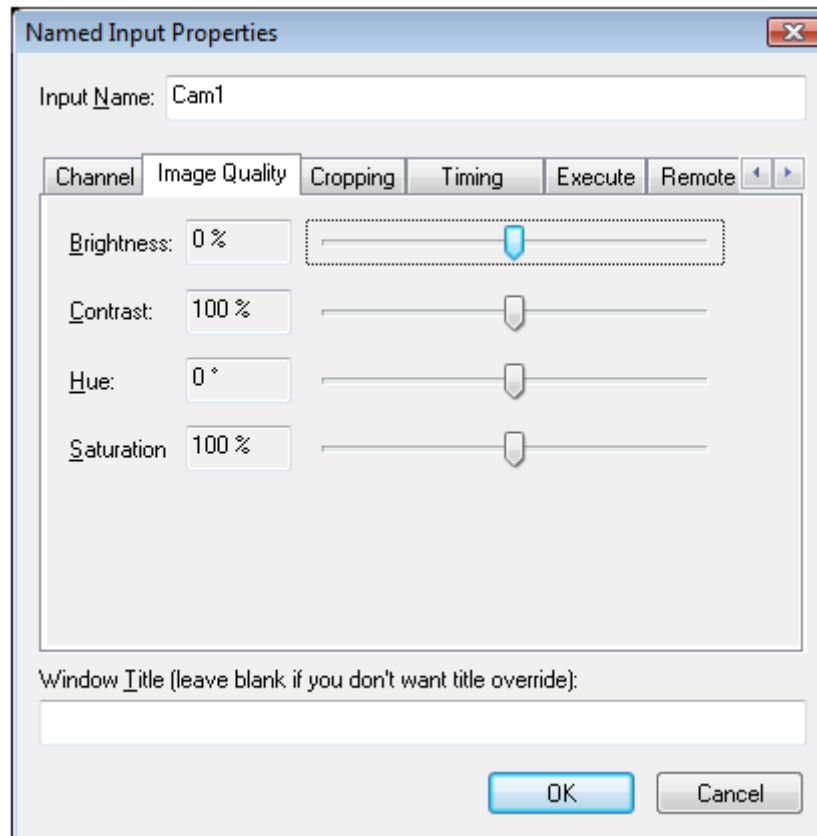 Named Input Properties
Input Name: Cam1
Channel Image Quality Cropping Timing Execute Remote
Brightness: 0 %
Contrast: 100 %
Hue: 0 °
Saturation 100 %
Window Title (leave blank if you don't want title override):
OK Cancel